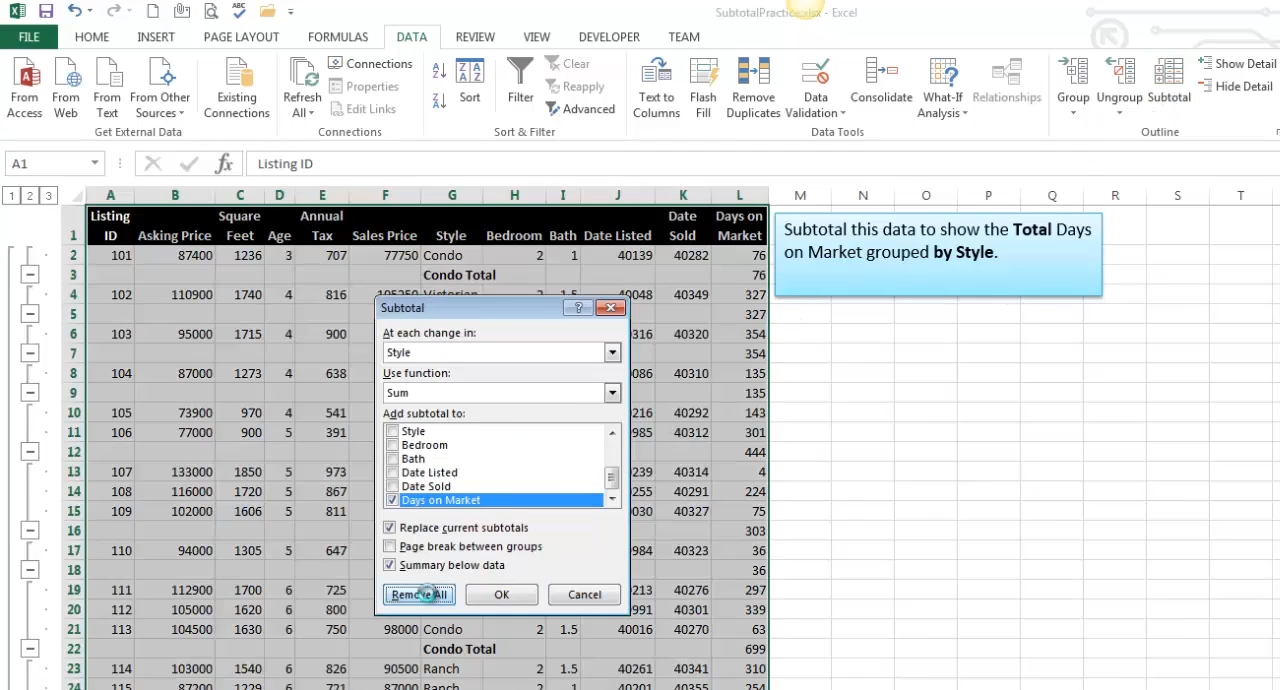 SubtotalPractice.xlsx - Excel
FILE HOME INSERT PAGE LAYOUT FORMULAS DATA REVIEW VIEW DEVELOPER TEAM
From Access
From Web
From Text
From Other Sources
Existing Connections
Get External Data
Refresh All
Connections
Properties
Edit Links
Connections
Sort
Filter
Clear
Reapply
Advanced
Sort & Filter
Text to Columns
Flash Fill
Remove Duplicates
Data Validation
Consolidate
What-If Analysis
Relationships
Data Tools
Group
Ungroup
Subtotal
Show Detail
Hide Detail
Outline
A1 fx Listing ID
1 2 3 A B C D E F G H I J K L M N O P Q R S T
1 Listing ID Asking Price Square Feet Age Annual Tax Sales Price Style Bedroom Bath Date Listed Date Sold Days on Market
2 101 87400 1236 3 707 77750 Condo 2 1 40139 40282 76
3 Condo Total 76
4 102 110900 1740 4 816 105250 Victorian 2 1.5 40048 40349 327
5 327
6 103 95000 1715 4 900 316 40320 354
7 354
8 104 87000 1273 4 638 086 40310 135
9 135
10 105 73900 970 4 541 216 40292 143
11 106 77000 900 5 391 985 40312 301
12 444
13 107 133000 1850 5 973 239 40314 4
14 108 116000 1720 5 867 255 40291 224
15 109 102000 1606 5 811 030 40327 75
16 303
17 110 94000 1305 5 647 984 40323 36
18 36
19 111 112900 1700 6 725 213 40276 297
20 112 105000 1620 6 800 991 40301 339
21 113 104500 1630 6 750 98000 Condo 2 1.5 40016 40270 63
22 Condo Total 699
23 114 103000 1540 6 826 90500 Ranch 2 1.5 40261 40341 310
24 115 87200 1229 6 721 87000 Ranch 2 1 40201 40355 254
Subtotal this data to show the Total Days
on Market grouped by Style.
Subtotal
At each change in:
Style
Use function:
Sum
Add subtotal to:
Style
Bedroom
Bath
Date Listed
Date Sold
Days on Market
Replace current subtotals
Page break between groups
Summary below data
Remove All OK Cancel